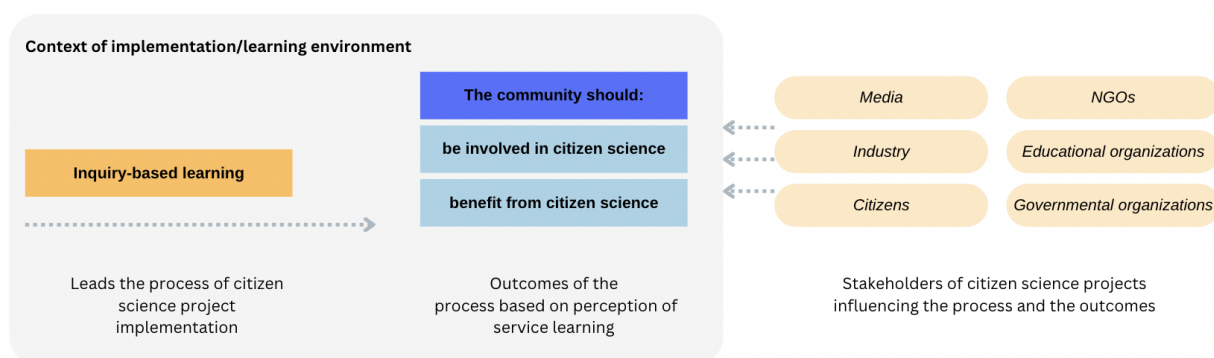 Context of implementation/learning environment
Inquiry-based learning
Leads the process of citizen
science project
implementation
The community should:
be involved in citizen science
benefit from citizen science
Outcomes of the
process based on perception of
service learning
Media
NGOs
Industry
Educational organizations
Citizens
Governmental organizations
Stakeholders of citizen science projects
influencing the process and the outcomes